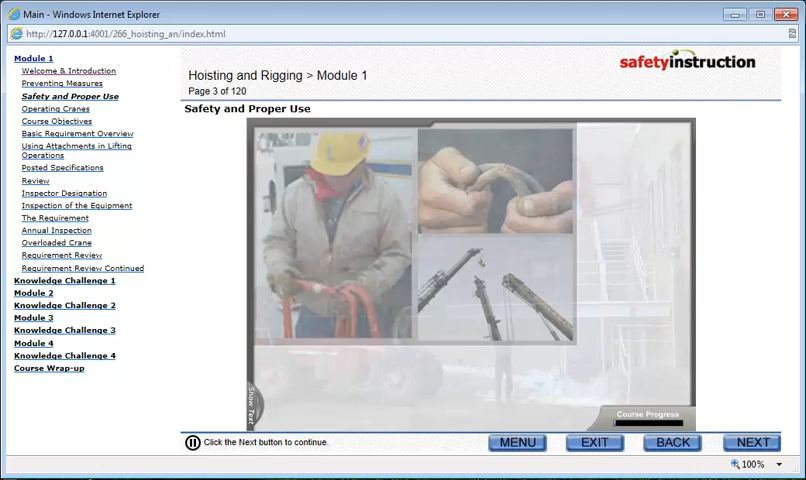 Main - Windows Internet Explorer
http://127.0.0.1:4001/266_hoisting_an/index.html
Module 1
Welcome & Introduction
Preventing Measures
Safety and Proper Use
Operating Cranes
Course Objectives
Basic Requirement Overview
Using Attachments in Lifting
Operations
Posted Specifications
Review
Inspector Designation
Inspection of the Equipment
The Requirement
Annual Inspection
Overloaded Crane
Requirement Review
Requirement Review Continued
Knowledge Challenge 1
Module 2
Knowledge Challenge 2
Module 3
Knowledge Challenge 3
Module 4
Knowledge Challenge 4
Course Wrap-up
Hoisting and Rigging > Module 1
Page 3 of 120
safetyinstruction
Safety and Proper Use
Show Text
Course Progress
Click the Next button to continue.
MENU
EXIT
BACK
NEXT
100%